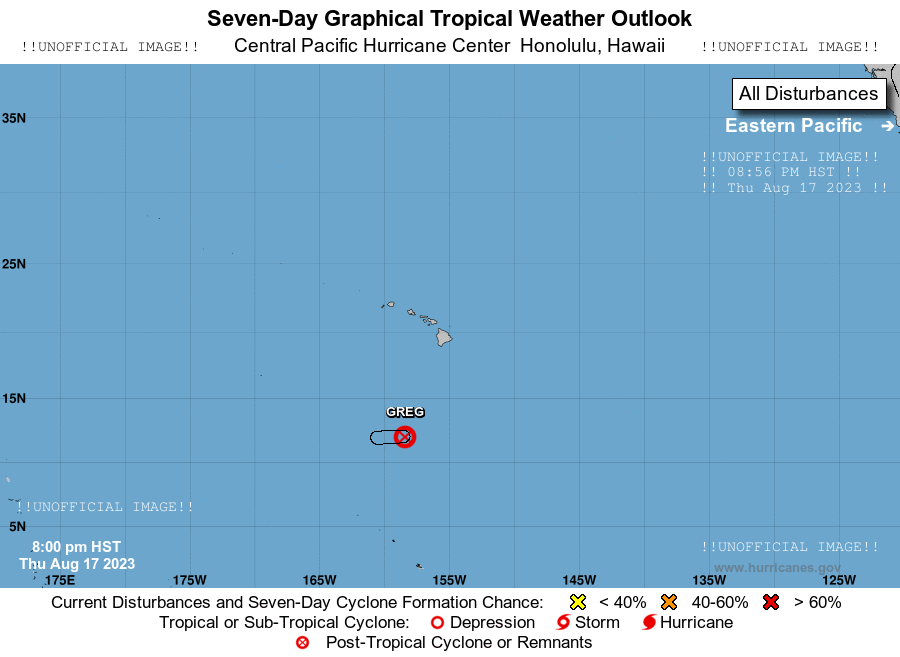 Seven-Day Graphical Tropical Weather Outlook
!!UNOFFICIAL IMAGE!! Central Pacific Hurricane Center Honolulu, Hawaii !!UNOFFICIAL IMAGE!!
All Disturbances
35N
Eastern Pacific ➔
!!UNOFFICIAL IMAGE!!
!! 08:56 PM HST !!
!! Thu Aug 17 2023 !!
25N
15N
GREG
!!UNOFFICIAL IMAGE!!
5N
8:00 pm HST
Thu Aug 17 2023
!!UNOFFICIAL IMAGE!!
www.hurricanes.gov
175E 175W 165W 155W 145W 135W 125W
Current Disturbances and Seven-Day Cyclone Formation Chance: < 40% 40-60% > 60%
Tropical or Sub-Tropical Cyclone: Depression Storm Hurricane
Post-Tropical Cyclone or Remnants